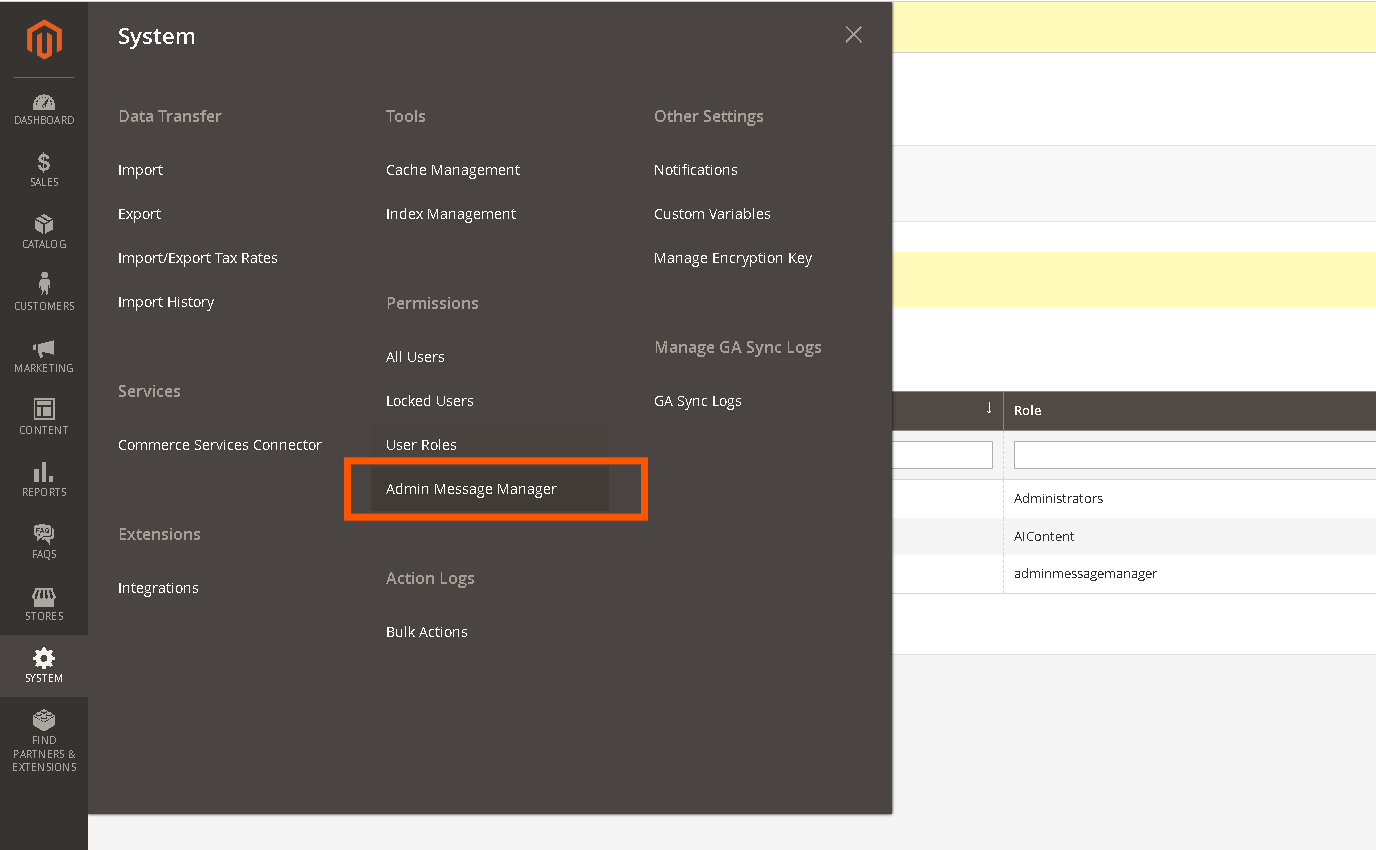 DASHBOARD
SALES
CATALOG
CUSTOMERS
MARKETING
CONTENT
REPORTS
FAQ
FAQS
STORES
SYSTEM
FIND
PARTNERS &
EXTENSIONS
System
Data Transfer
Import
Export
Import/Export Tax Rates
Import History
Services
Commerce Services Connector
Extensions
Integrations
Tools
Cache Management
Index Management
Permissions
All Users
Locked Users
User Roles
Admin Message Manager
Action Logs
Bulk Actions
Other Settings
Notifications
Custom Variables
Manage Encryption Key
Manage GA Sync Logs
GA Sync Logs
Role
Administrators
AIContent
adminmessagemanager